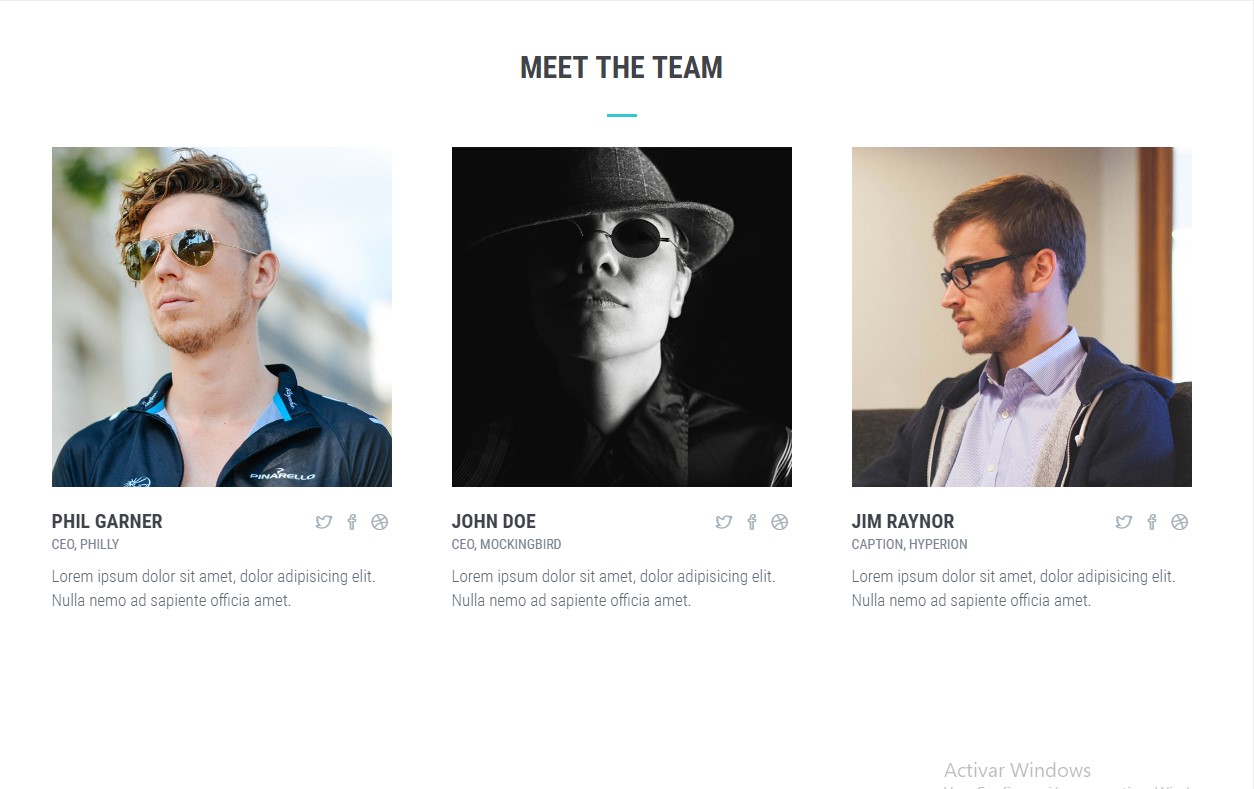 MEET THE TEAM
PINARELLO
PHIL GARNER
CEO, PHILLY
Lorem ipsum dolor sit amet, dolor adipisicing elit.
Nulla nemo ad sapiente officia amet.
JOHN DOE
CEO, MOCKINGBIRD
Lorem ipsum dolor sit amet, dolor adipisicing elit.
Nulla nemo ad sapiente officia amet.
JIM RAYNOR
CAPTION, HYPERION
Lorem ipsum dolor sit amet, dolor adipisicing elit.
Nulla nemo ad sapiente officia amet.
Activar Windows